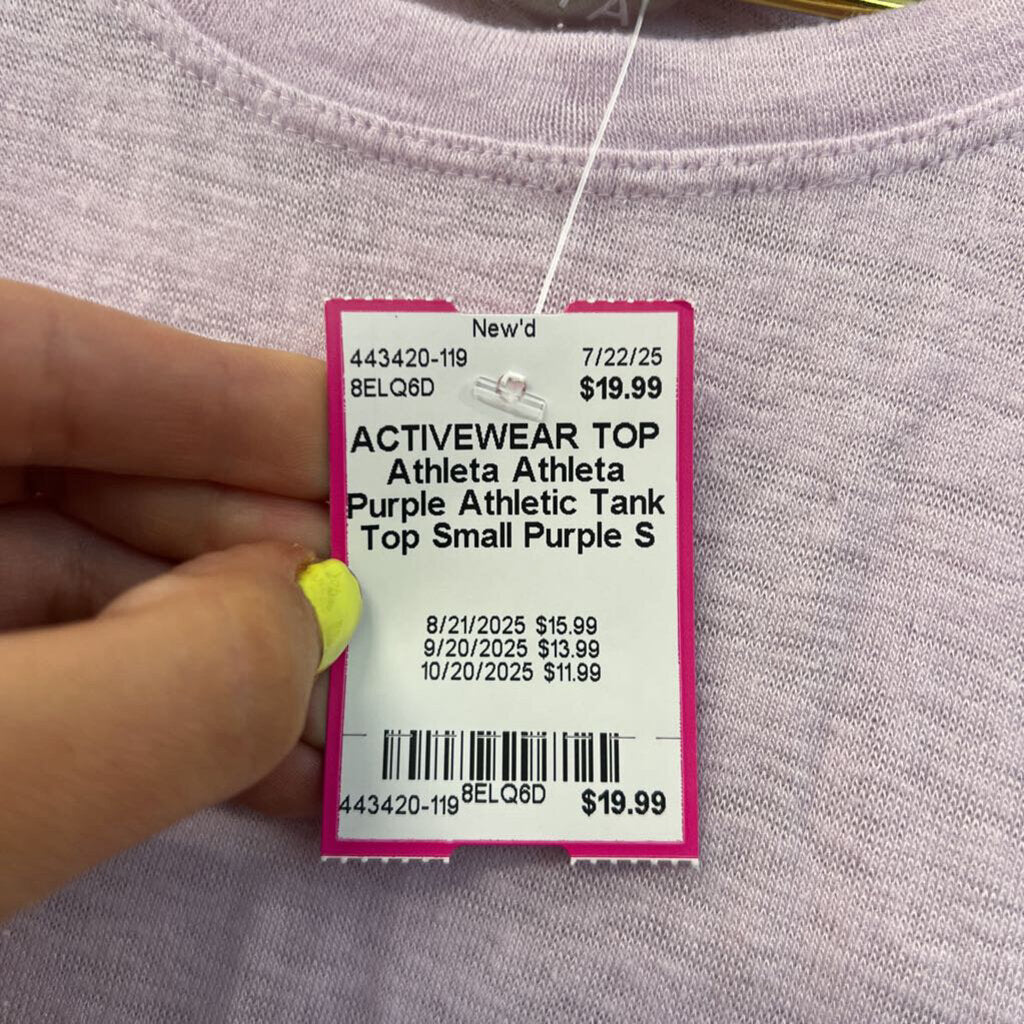 New'd
443420-119 7/22/25
8ELQ6D $19.99
ACTIVEWEAR TOP
Athleta Athleta
Purple Athletic Tank
Top Small Purple S
8/21/2025 $15.99
9/20/2025 $13.99
10/20/2025 $11.99
443420-119 8ELQ6D $19.99